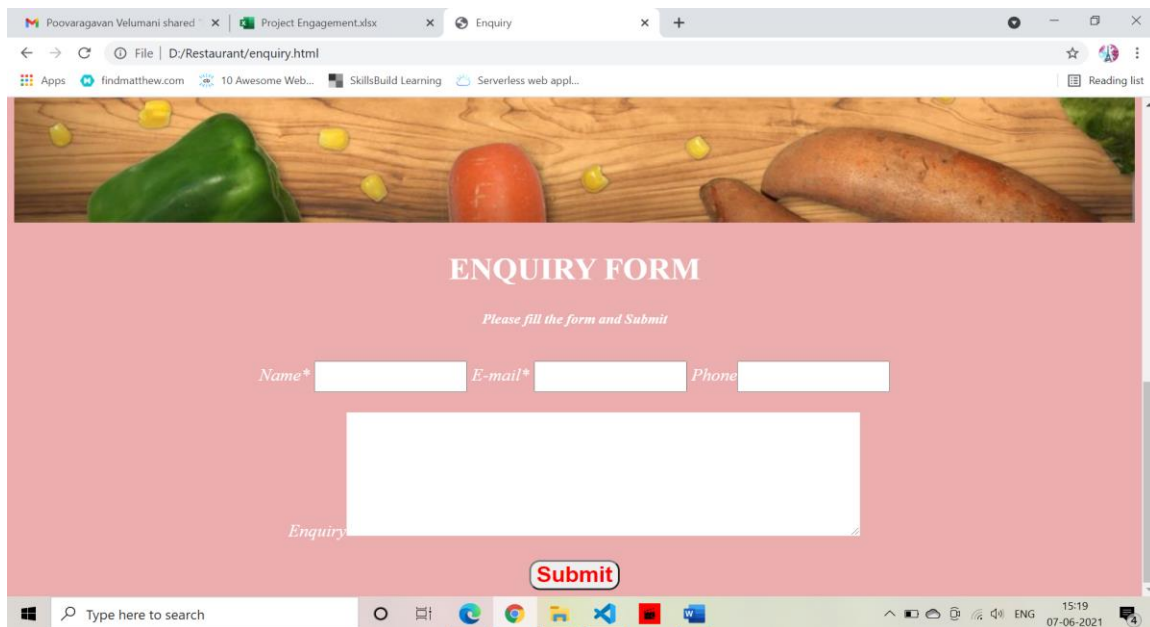 Poovaragavan Velumani shared
Project Engagement.xlsx
Enquiry
File | D:/Restaurant/enquiry.html
Apps
findmatthew.com
10 Awesome Web...
SkillsBuild Learning
Serverless web appl...
Reading list
ENQUIRY FORM
Please fill the form and Submit
Name* E-mail* Phone
Enquiry
Submit
Type here to search
ENG
15:19
07-06-2021
4